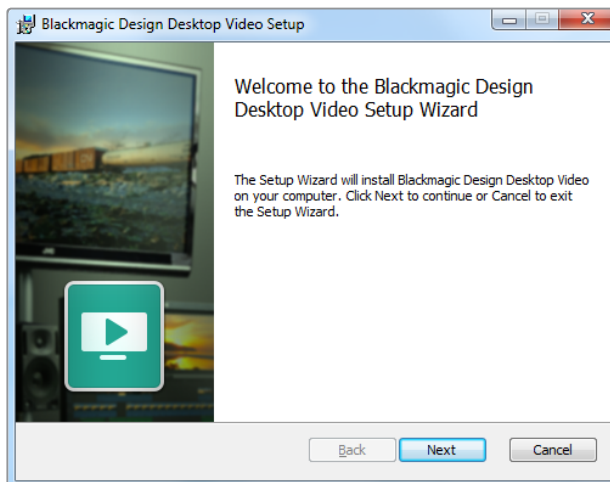 Blackmagic Design Desktop Video Setup
Welcome to the Blackmagic Design
Desktop Video Setup Wizard
The Setup Wizard will install Blackmagic Design Desktop Video
on your computer. Click Next to continue or Cancel to exit
the Setup Wizard.
JVC
Back
Next
Cancel